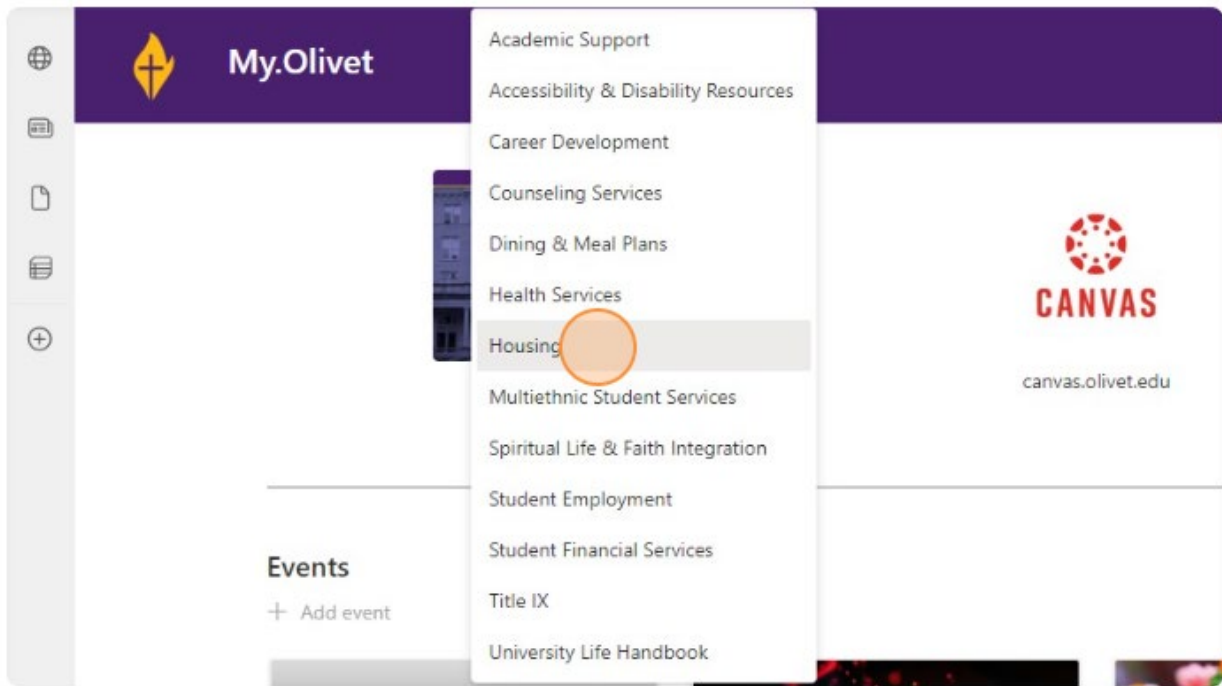 My.Olivet
Academic Support
Accessibility & Disability Resources
Career Development
Counseling Services
Dining & Meal Plans
Health Services
Housing
Multiethnic Student Services
Spiritual Life & Faith Integration
Student Employment
Student Financial Services
Title IX
University Life Handbook
CANVAS
canvas.olivet.edu
Events
+ Add event